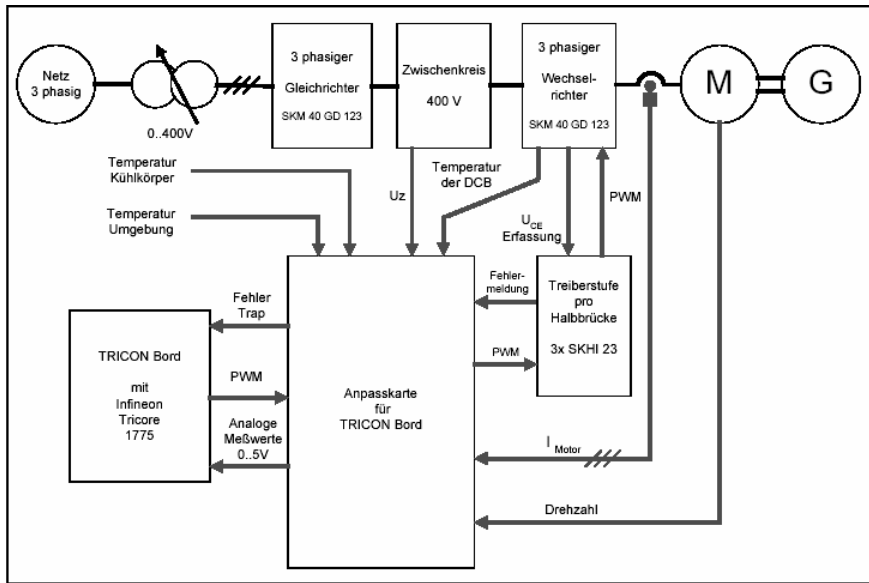 Netz
3 phasig
0..400V
3 phasiger
Gleichrichter
SKM 40 GD 123
Zwischenkreis
400 V
3 phasiger
Wechsel-
richter
SKM 40 GD 123
M
G
Temperatur
Kühlkörper
Temperatur
Umgebung
Uz
Temperatur
der DCB
UCE
Erfassung
PWM
Fehler
Trap
Fehler-
meldung
Treiberstufe
pro
Halbbrücke
3x SKHI 23
TRICON Bord
mit
Infineon
Tricore
1775
PWM
PWM
Analoge
Meßwerte
0..5V
Anpasskarte
für
TRICON Bord
I Motor
Drehzahl